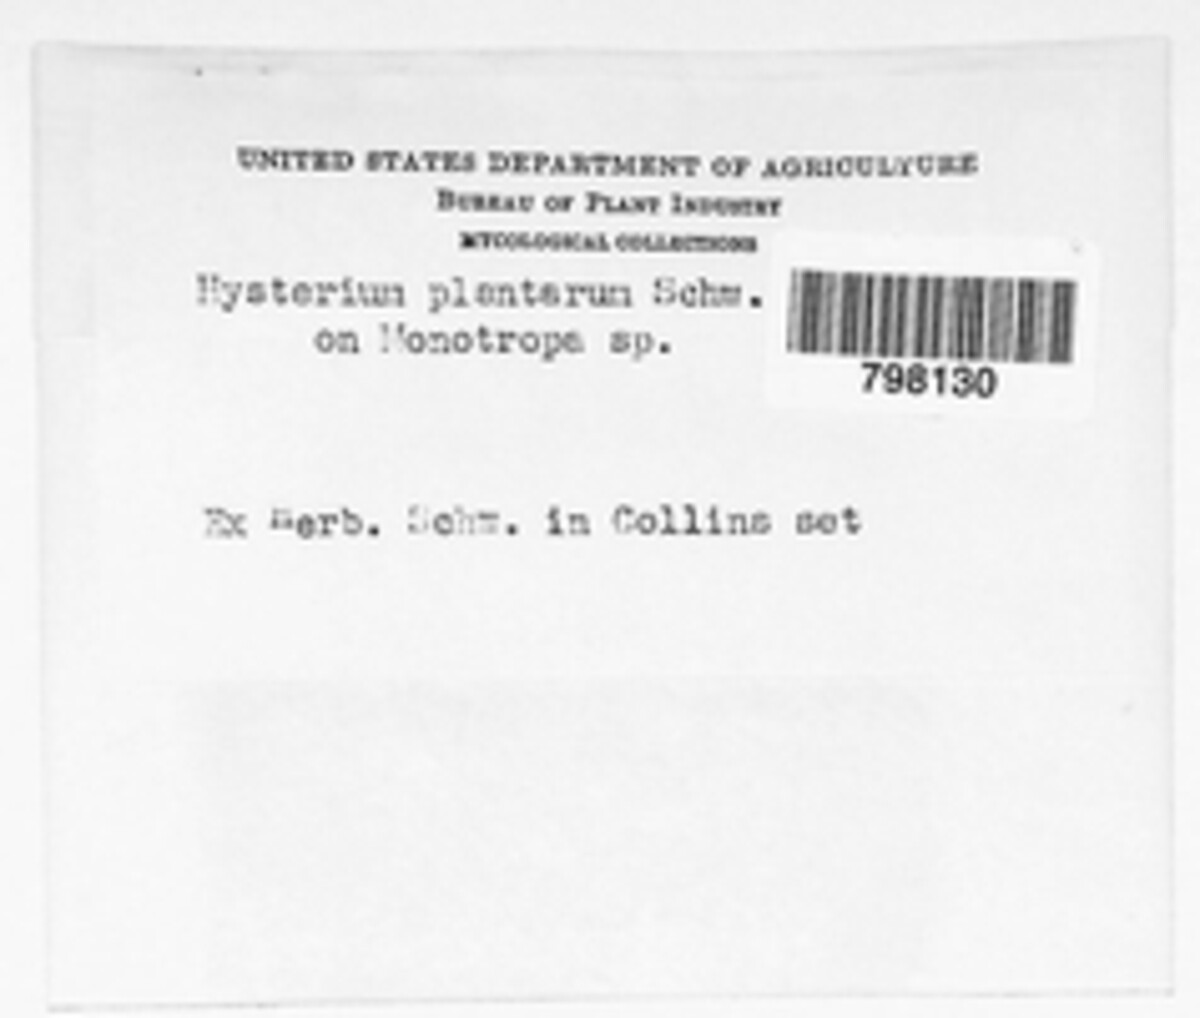 UNITED STATES DEPARTMENT OF AGRICULTURE
BUREAU OF PLANT INDUSTRY
MYCOLOGICAL COLLECTIONS
Hysterium plantarum Schw.
on Monotropa sp.
798130
Ex Herb. Schw. in Collins set